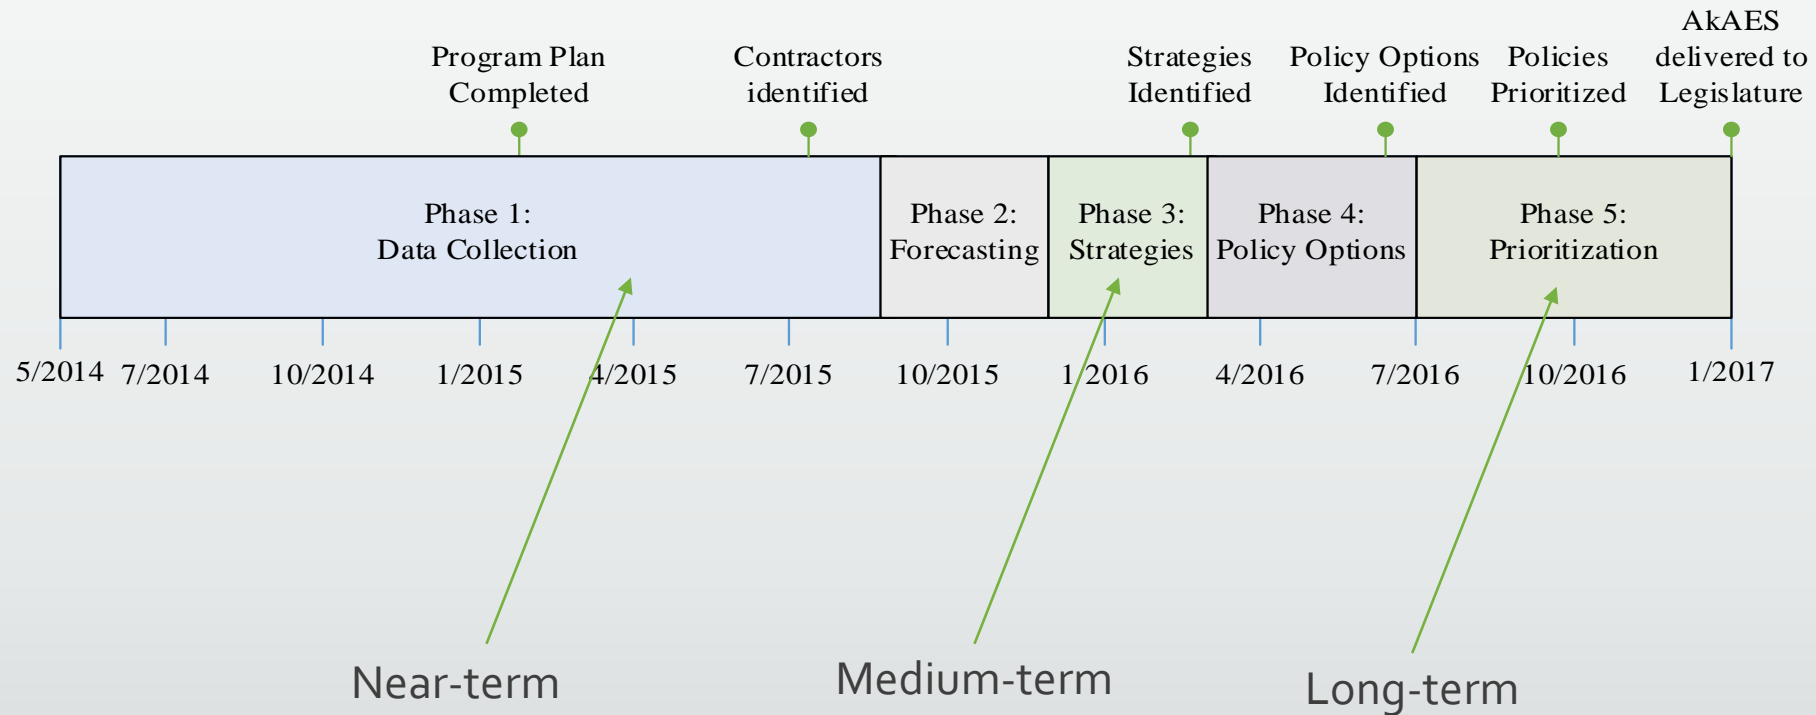 Program Plan
Completed
Contractors
identified
Strategies
Identified
Policy Options
Identified
Policies
Prioritized
AkAES
delivered to
Legislature
Phase 1:
Data Collection
Phase 2:
Forecasting
Phase 3:
Strategies
Phase 4:
Policy Options
Phase 5:
Prioritization
5/2014
7/2014
10/2014
1/2015
4/2015
7/2015
10/2015
1/2016
4/2016
7/2016
10/2016
1/2017
Near-term
Medium-term
Long-term